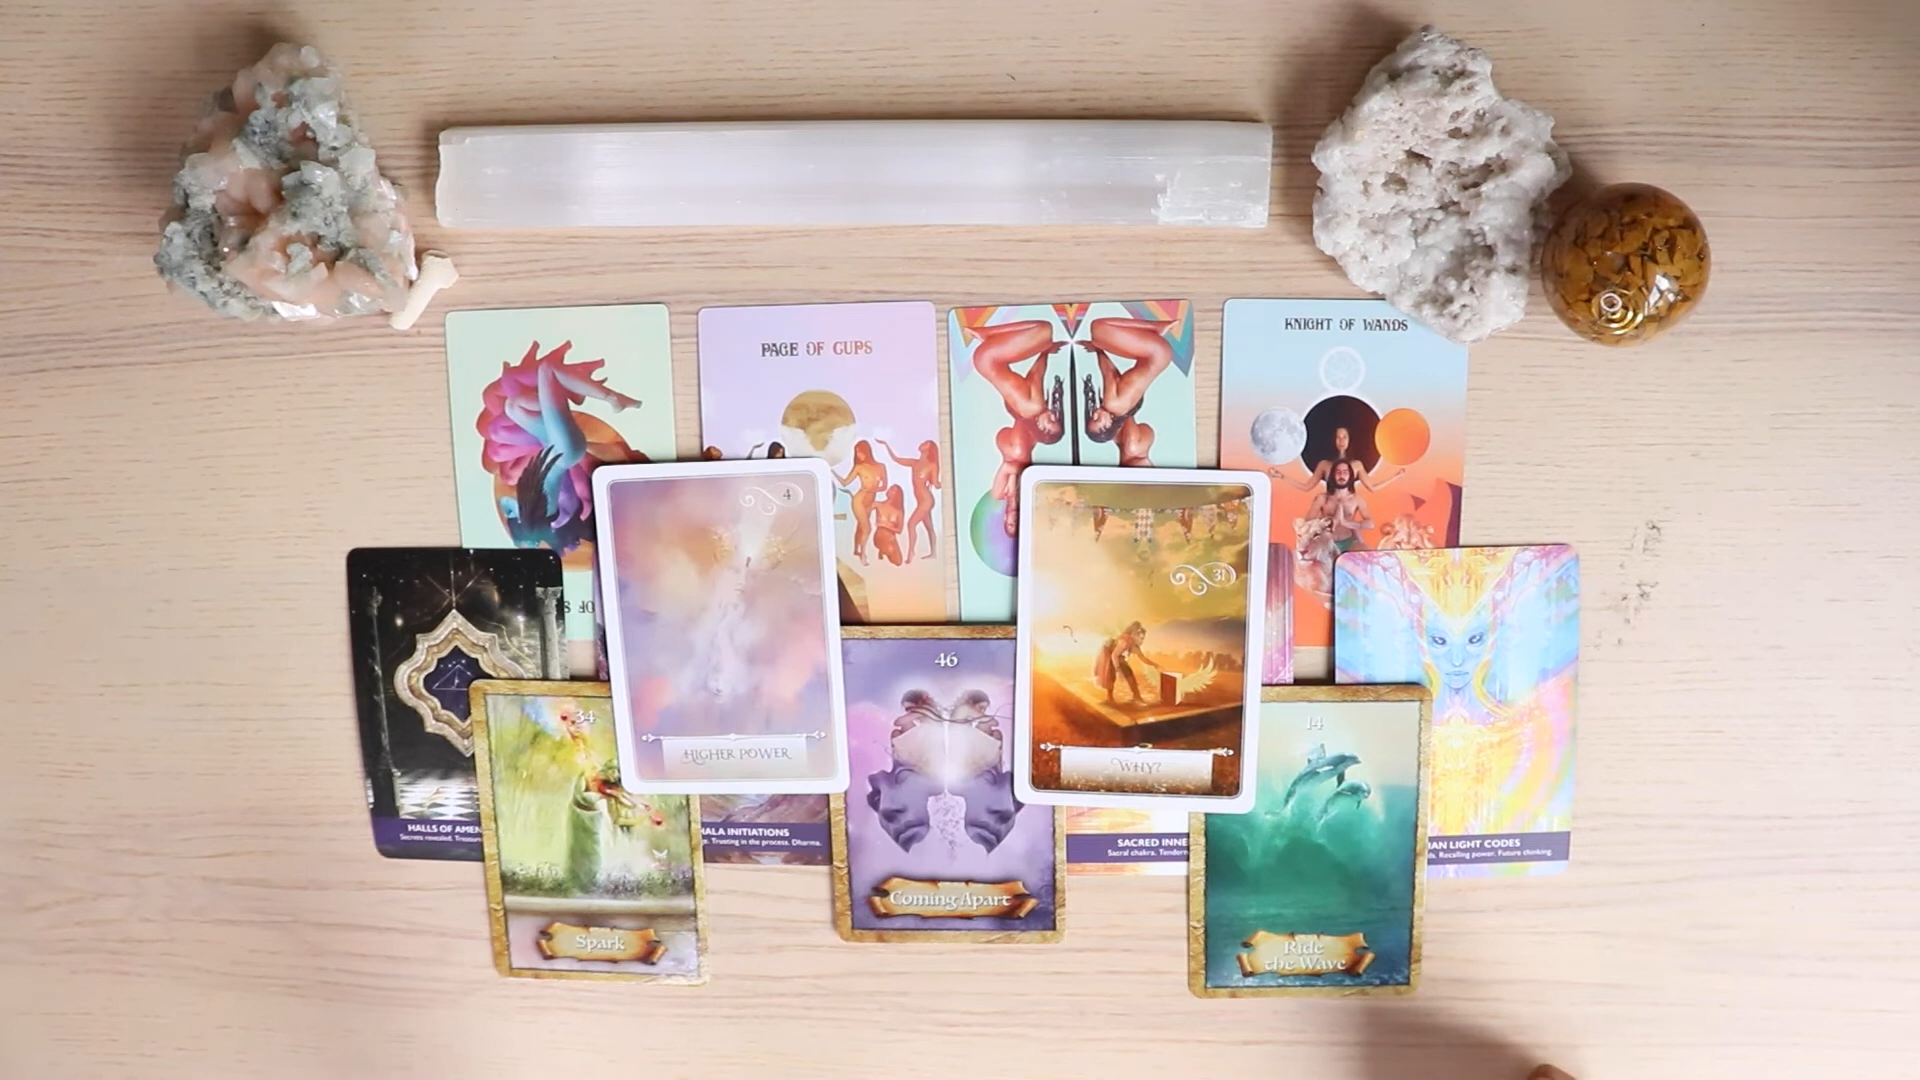 PAGE OF CUPS
KNIGHT OF WANDS
4
31
HIGHER POWER
WHY?
46
Coming Apart
34
Spark
14
Ride
the Wave
HALLS OF AMEN
Secrets revealed.
HALA INITIATIONS
Trusting in the process. Dharma.
SACRED INNE
Sacral chakra.
IAN LIGHT CODES
Recalling power. Future thinking.